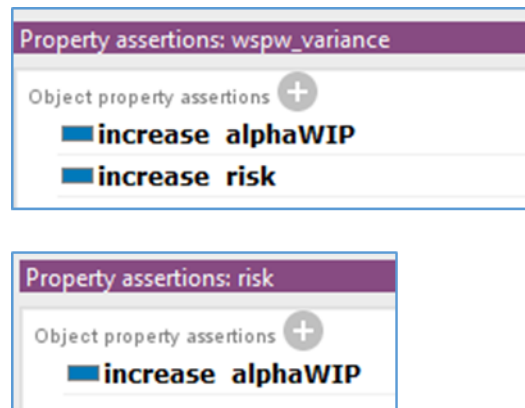 Property assertions: wspw_variance
Object property assertions
increase alphaWIP
increase risk
Property assertions: risk
Object property assertions
increase alphaWIP